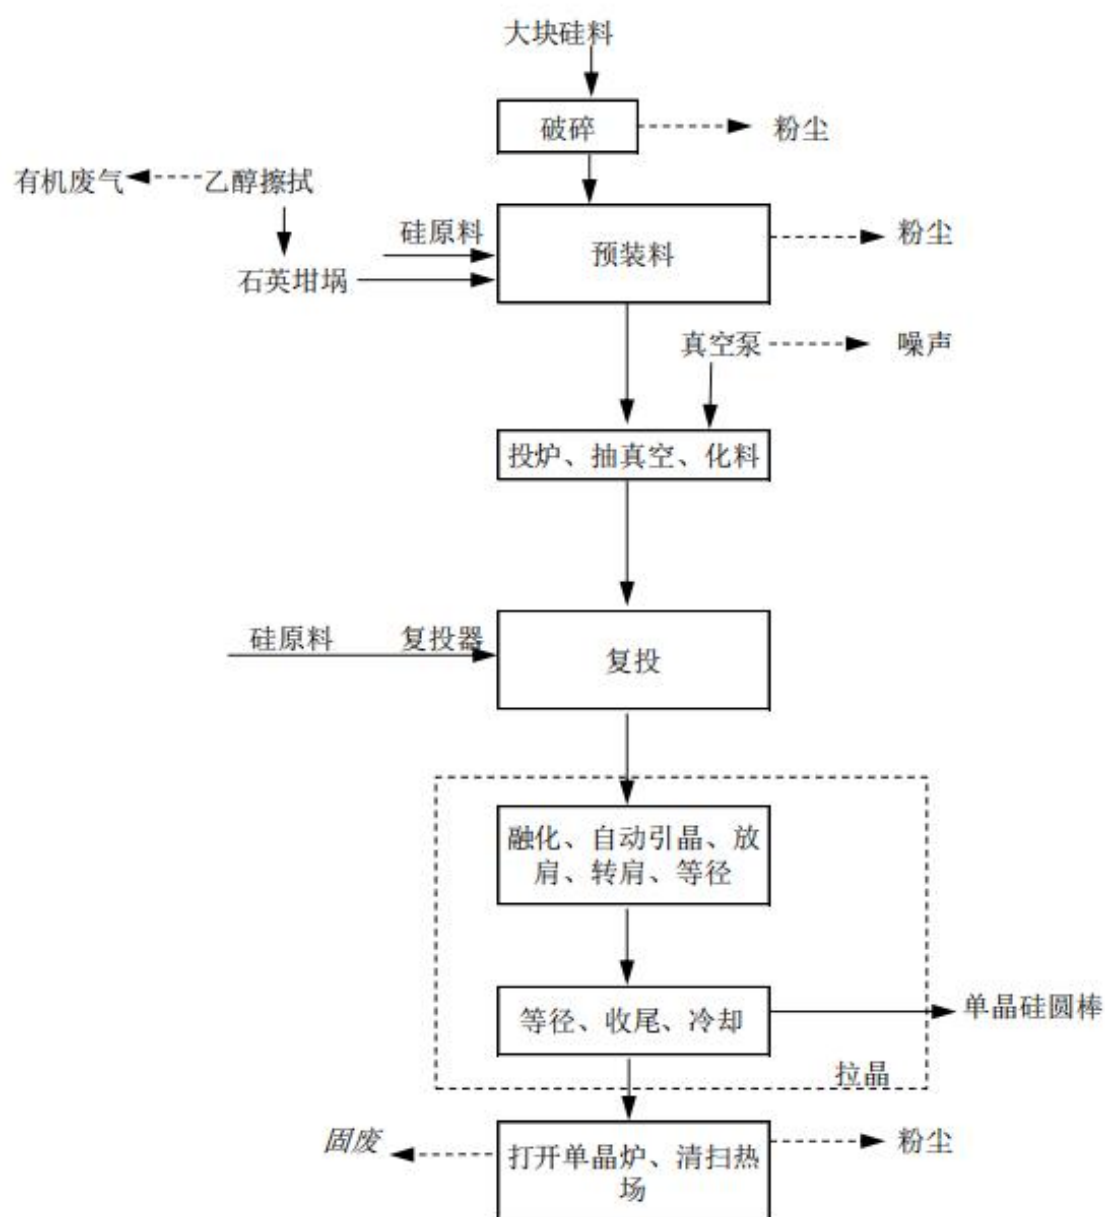 大块硅料
破碎
粉尘
有机废气
乙醇擦拭
硅原料
石英坩埚
预装料
粉尘
真空泵
噪声
投炉、抽真空、化料
硅原料
复投器
复投
融化、自动引晶、放
肩、转肩、等径
等径、收尾、冷却
单晶硅圆棒
拉晶
固废
打开单晶炉、清扫热
场
粉尘